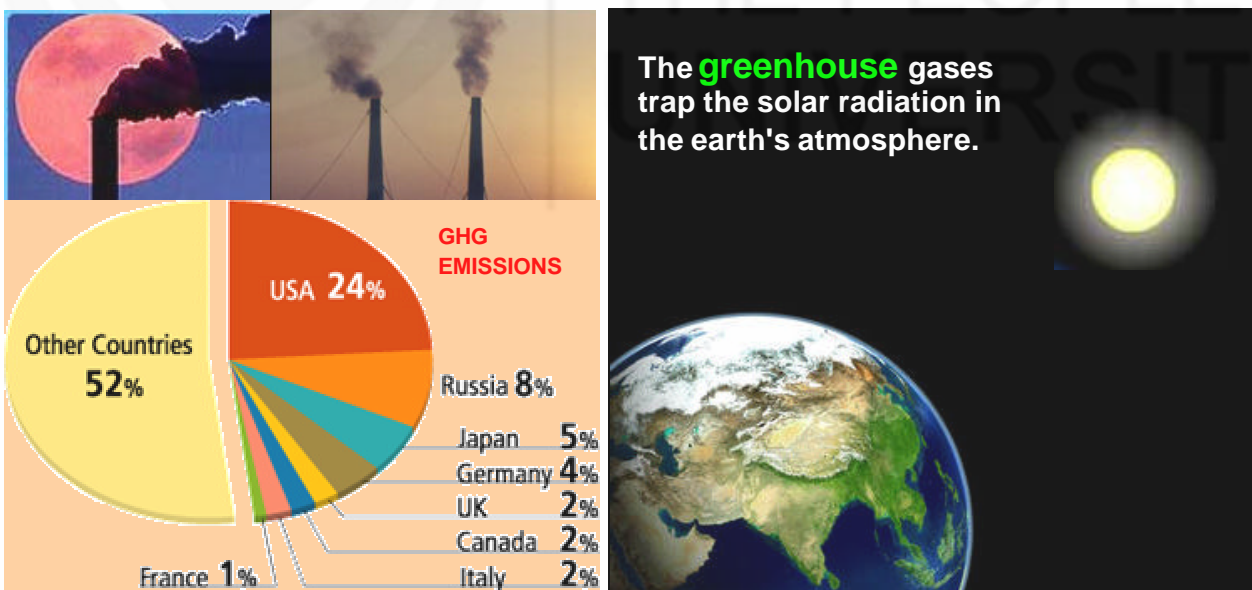 GHG
EMISSIONS
USA 24%
Other Countries
52%
Russia 8%
Japan 5%
Germany 4%
UK 2%
Canada 2%
France 1%
Italy 2%
The greenhouse gases
trap the solar radiation in
the earth's atmosphere.